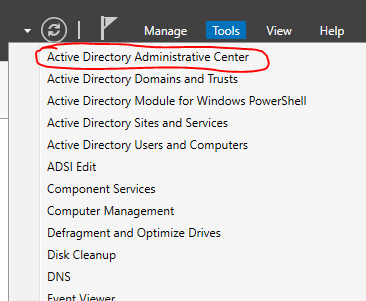 Manage Tools View Help
Active Directory Administrative Center
Active Directory Domains and Trusts
Active Directory Module for Windows PowerShell
Active Directory Sites and Services
Active Directory Users and Computers
ADSI Edit
Component Services
Computer Management
Defragment and Optimize Drives
Disk Cleanup
DNS
Event Viewer